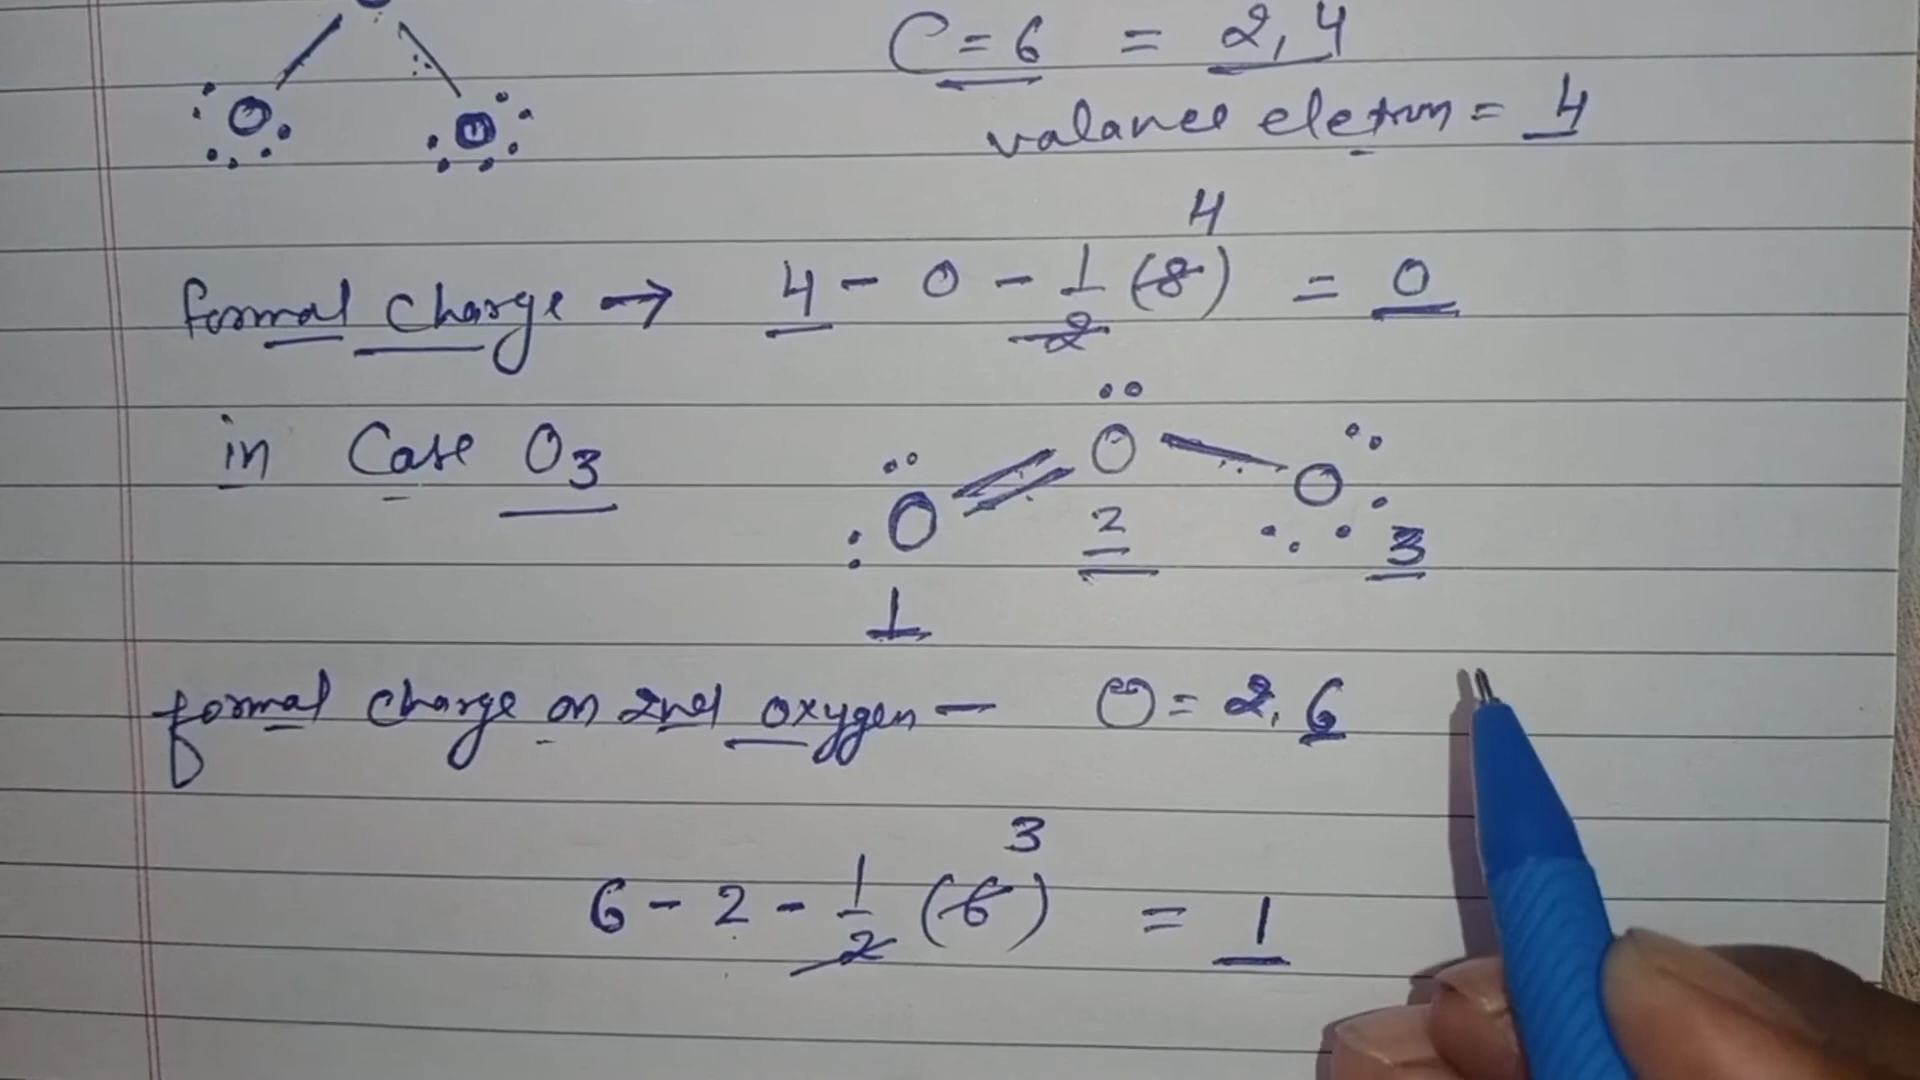 C = 6 = 2, 4
O O
valance eletron = 4
4
formal charge → 4 - 0 - 1/2 (8) = 0
in Case O3
O O O
2 3
1
formal charge on 2nd oxygen - O = 2, 6
3
6 - 2 - 1/2 (6) = 1